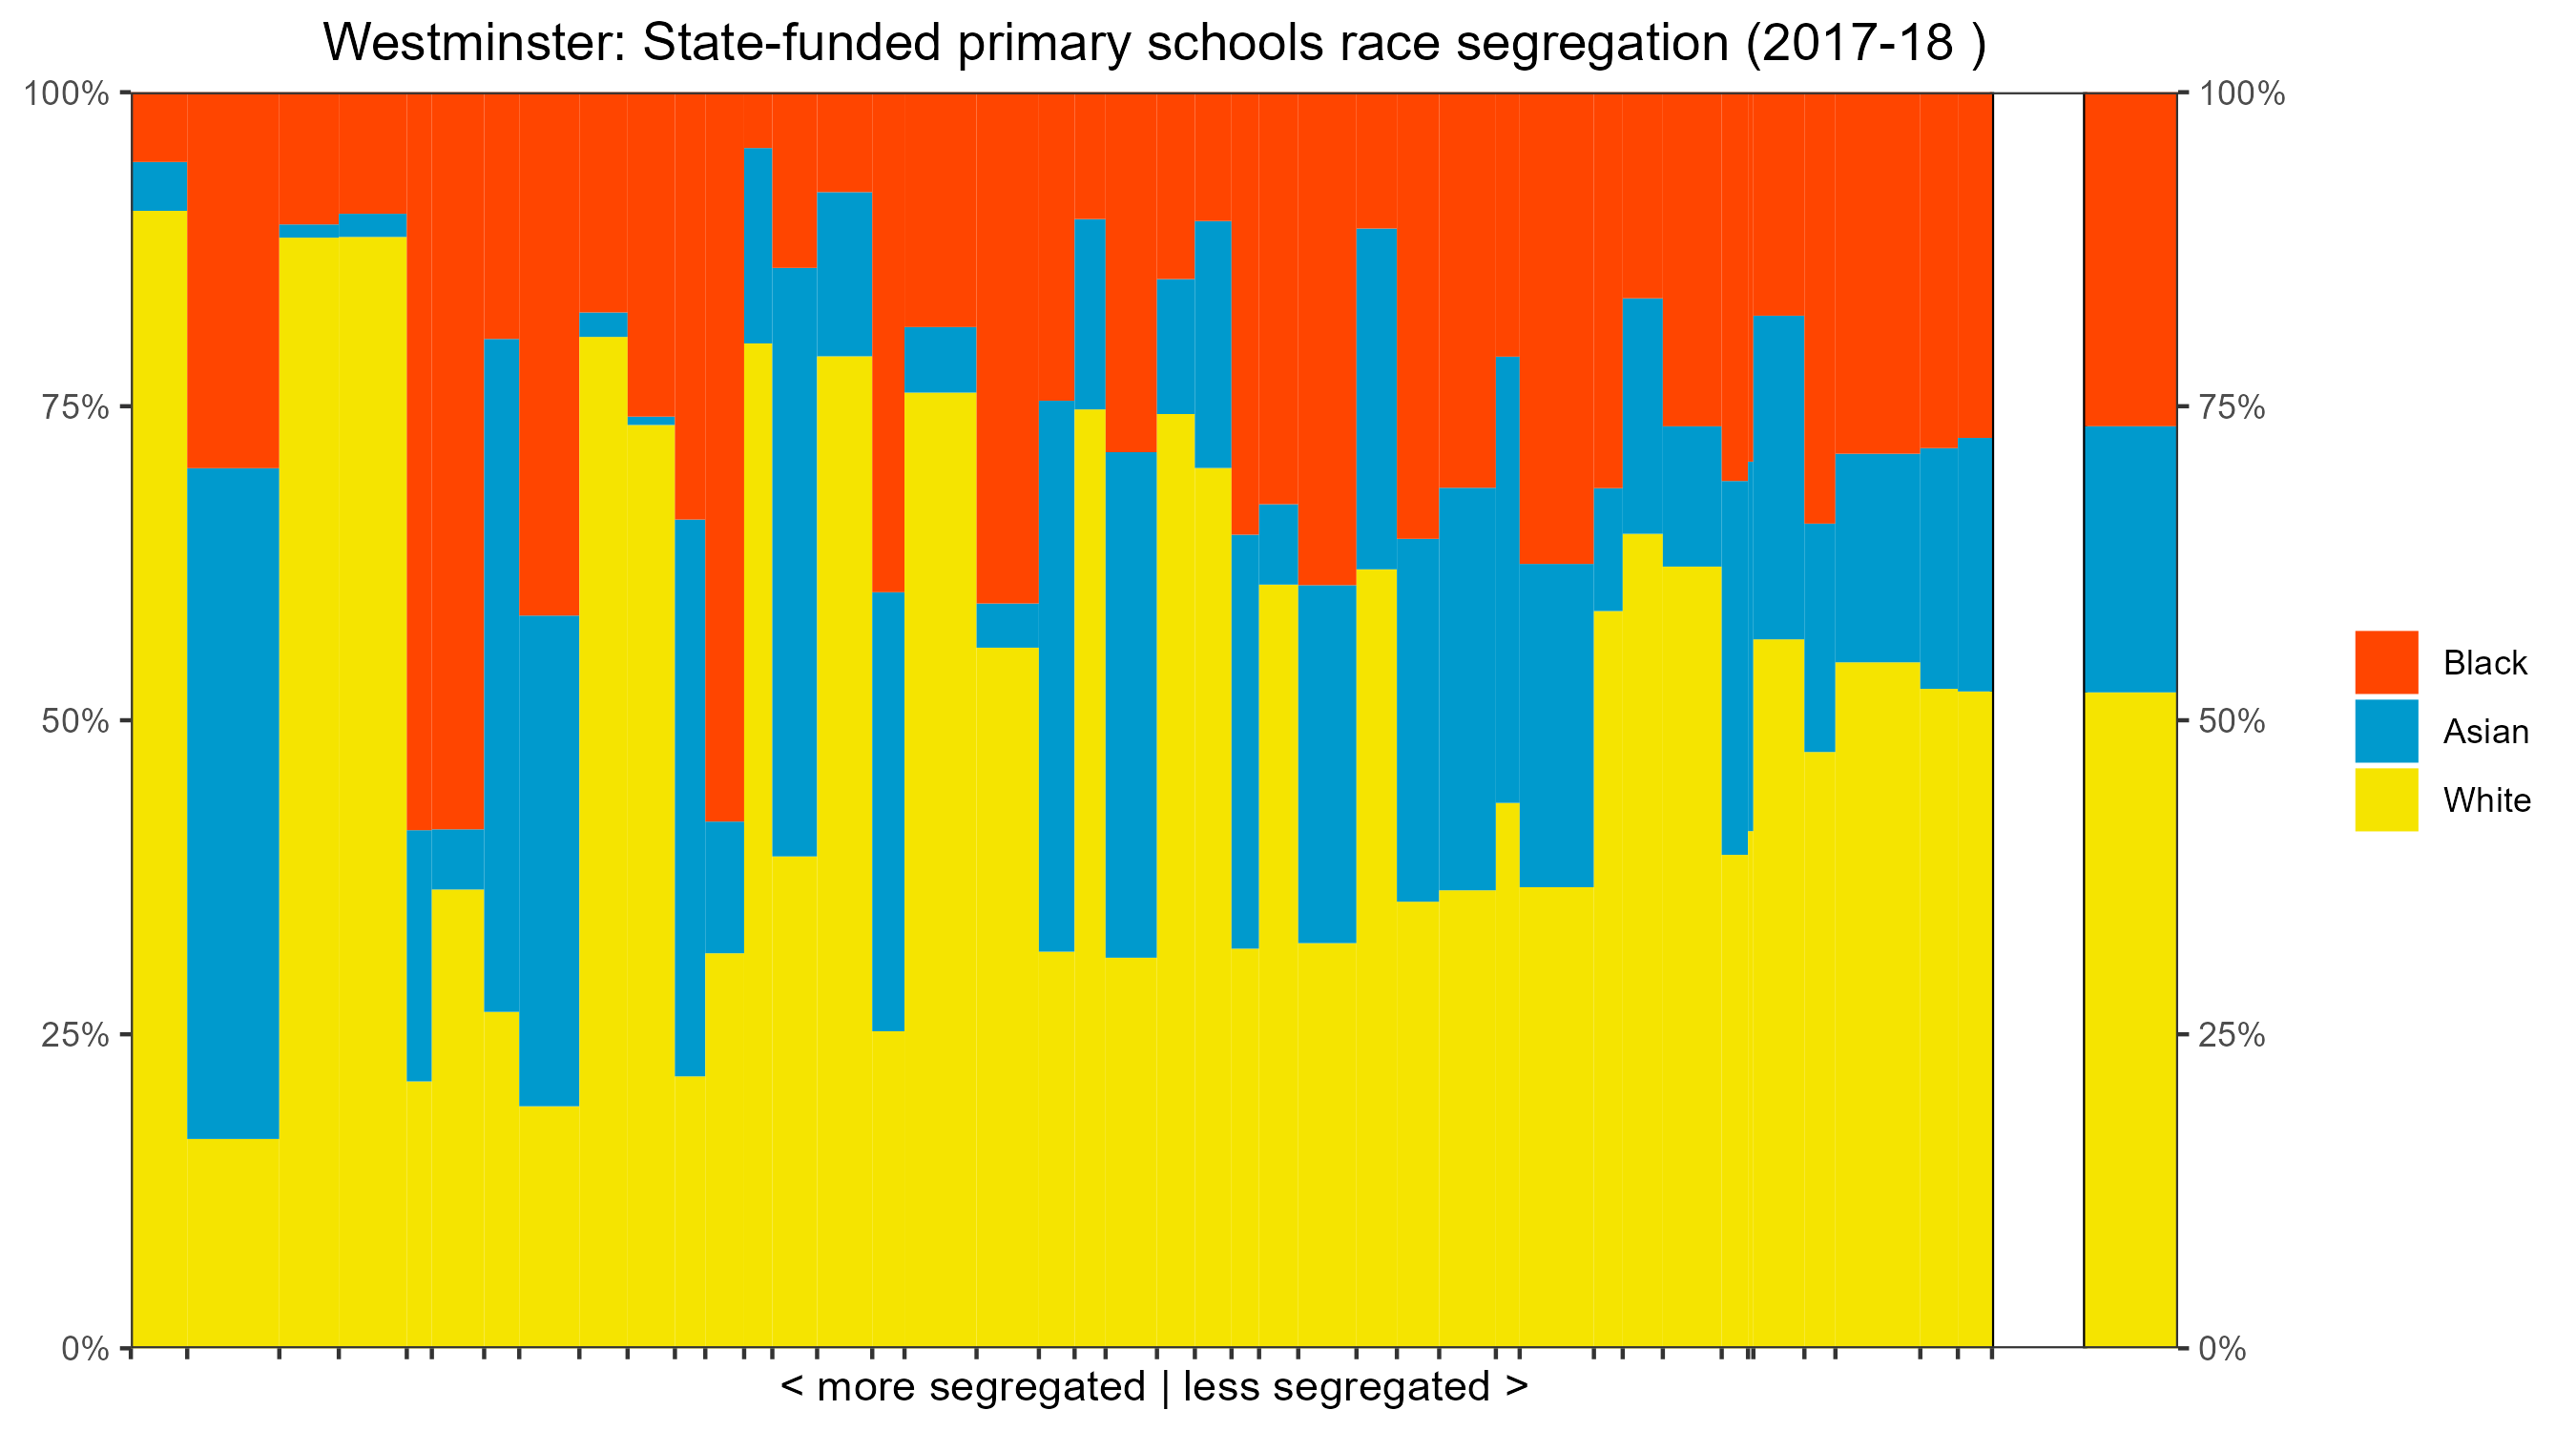 Westminster: State-funded primary schools race segregation (2017-18 )
100%
100%
75%
75%
50%
50%
25%
25%
0%
0%
Black
Asian
White
< more segregated | less segregated >